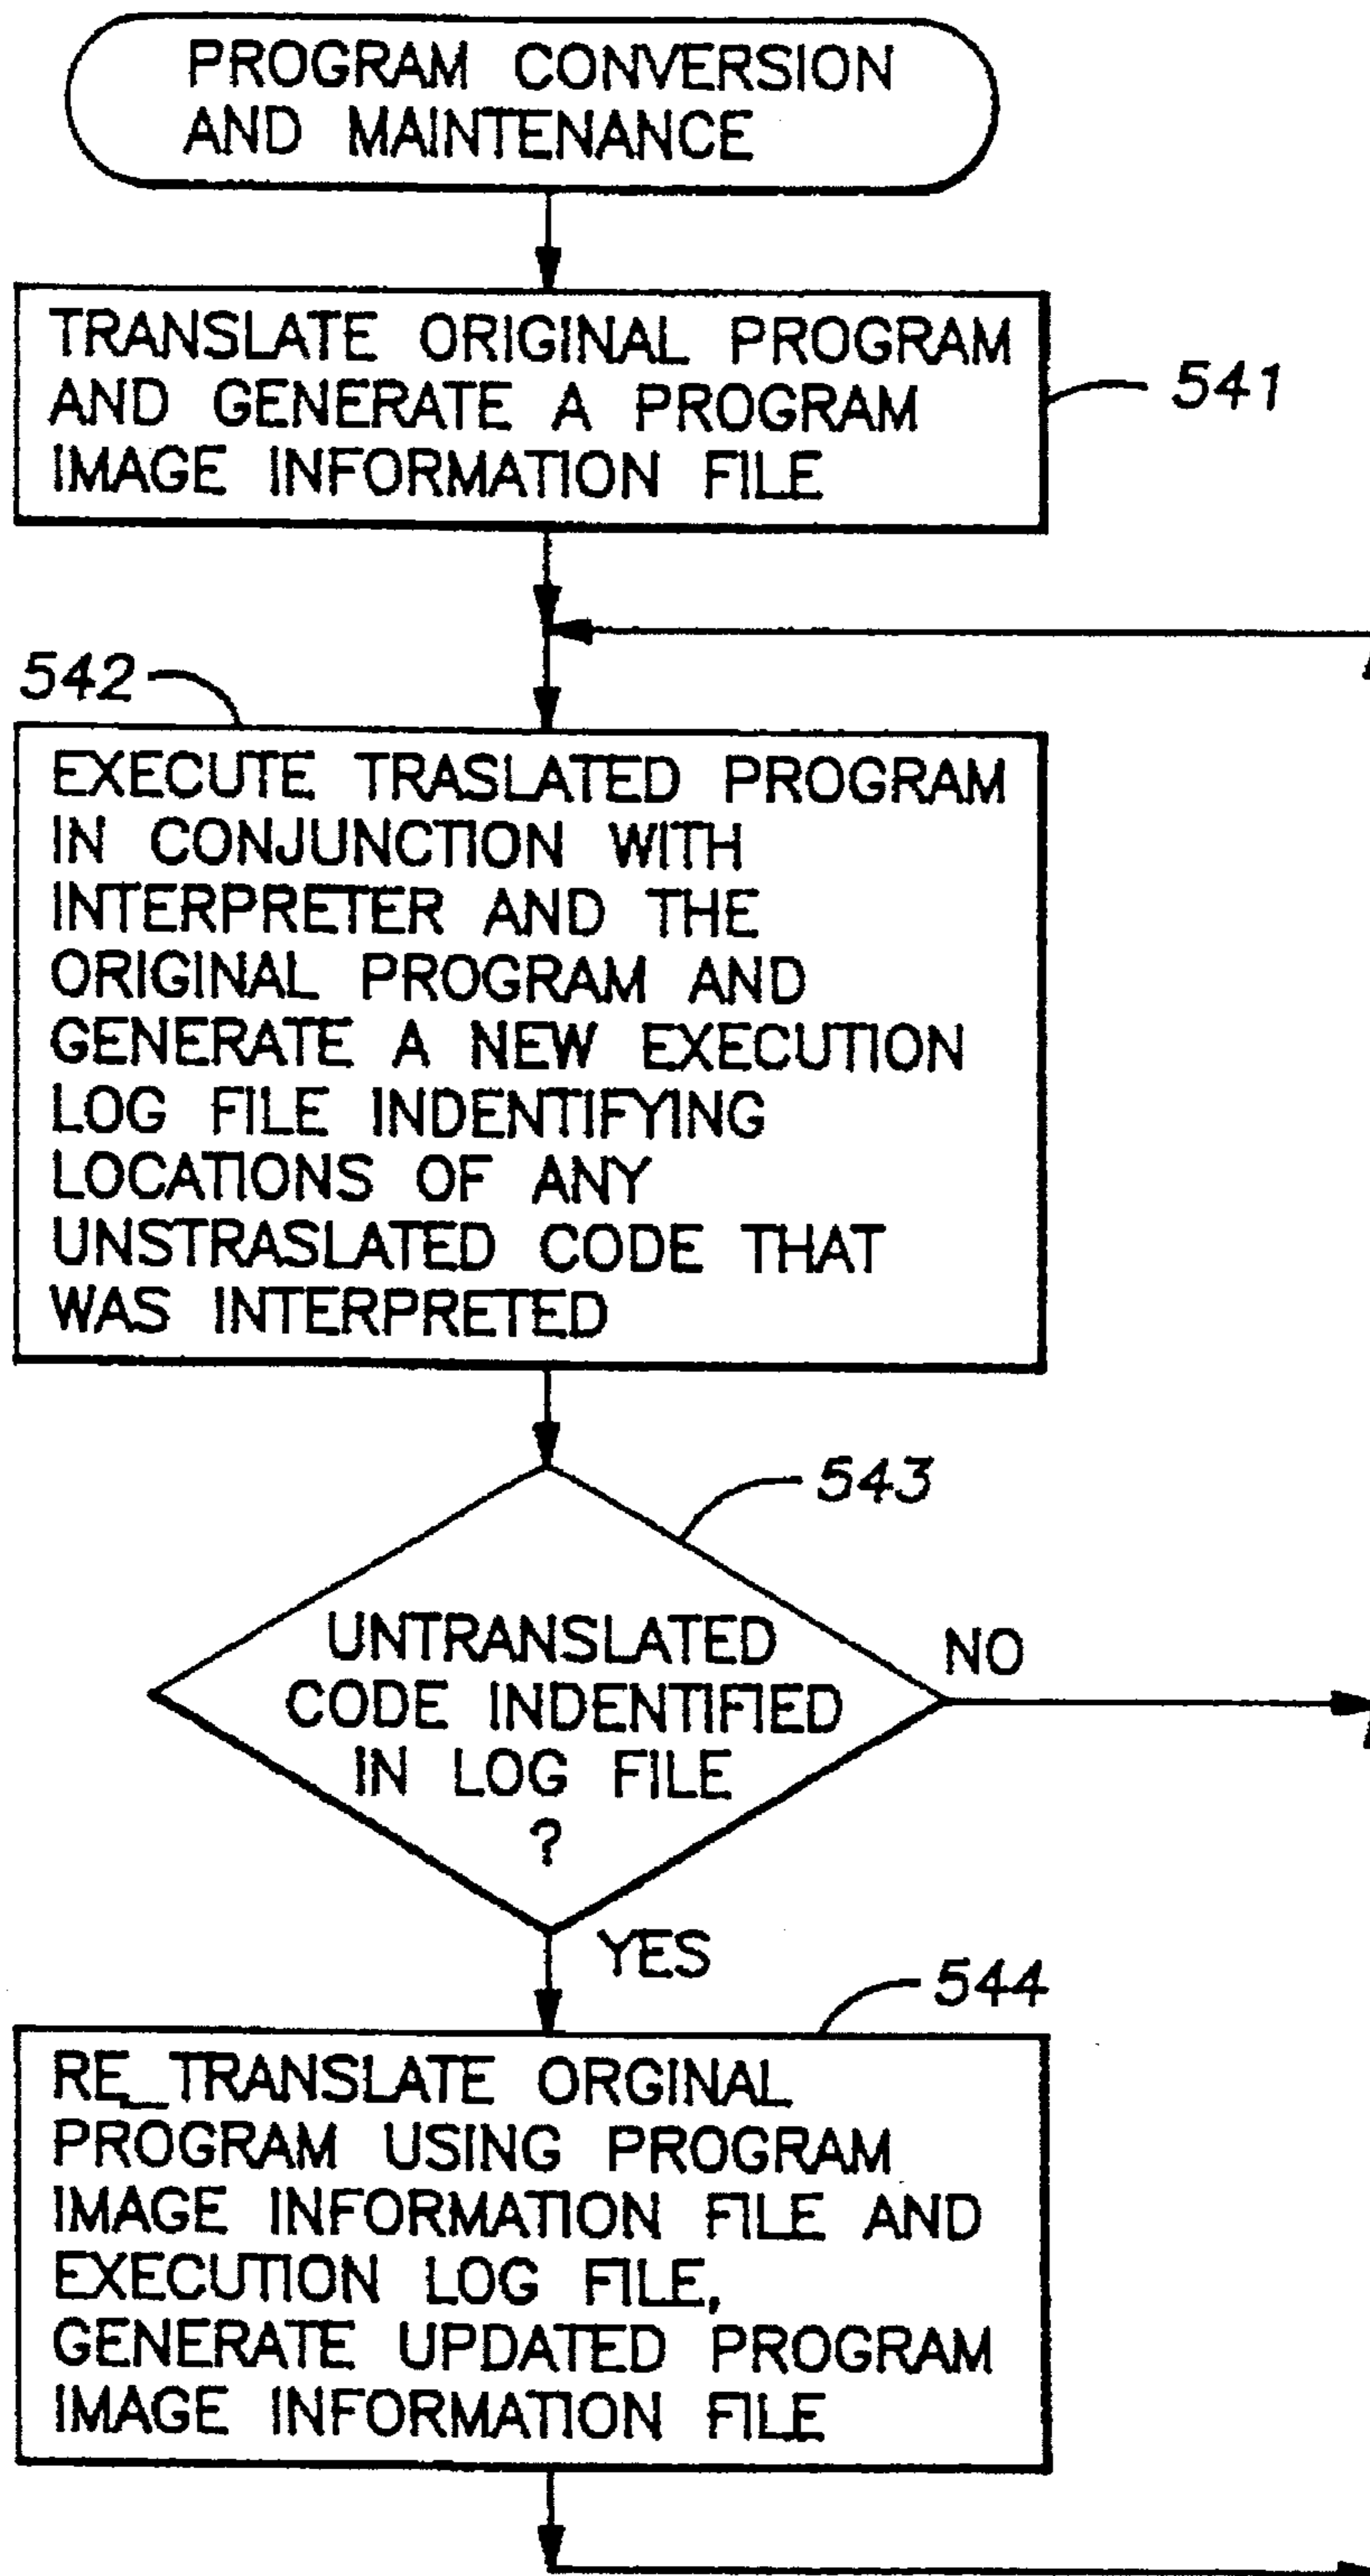 PROGRAM CONVERSION
AND MAINTENANCE
TRANSLATE ORIGINAL PROGRAM
AND GENERATE A PROGRAM
IMAGE INFORMATION FILE
541
542
EXECUTE TRASLATED PROGRAM
IN CONJUNCTION WITH
INTERPRETER AND THE
ORIGINAL PROGRAM AND
GENERATE A NEW EXECUTION
LOG FILE INDENTIFYING
LOCATIONS OF ANY
UNSTRASLATED CODE THAT
WAS INTERPRETED
543
UNTRANSLATED
CODE INDENTIFIED
IN LOG FILE
?
NO
YES
544
RE_TRANSLATE ORGINAL
PROGRAM USING PROGRAM
IMAGE INFORMATION FILE AND
EXECUTION LOG FILE,
GENERATE UPDATED PROGRAM
IMAGE INFORMATION FILE